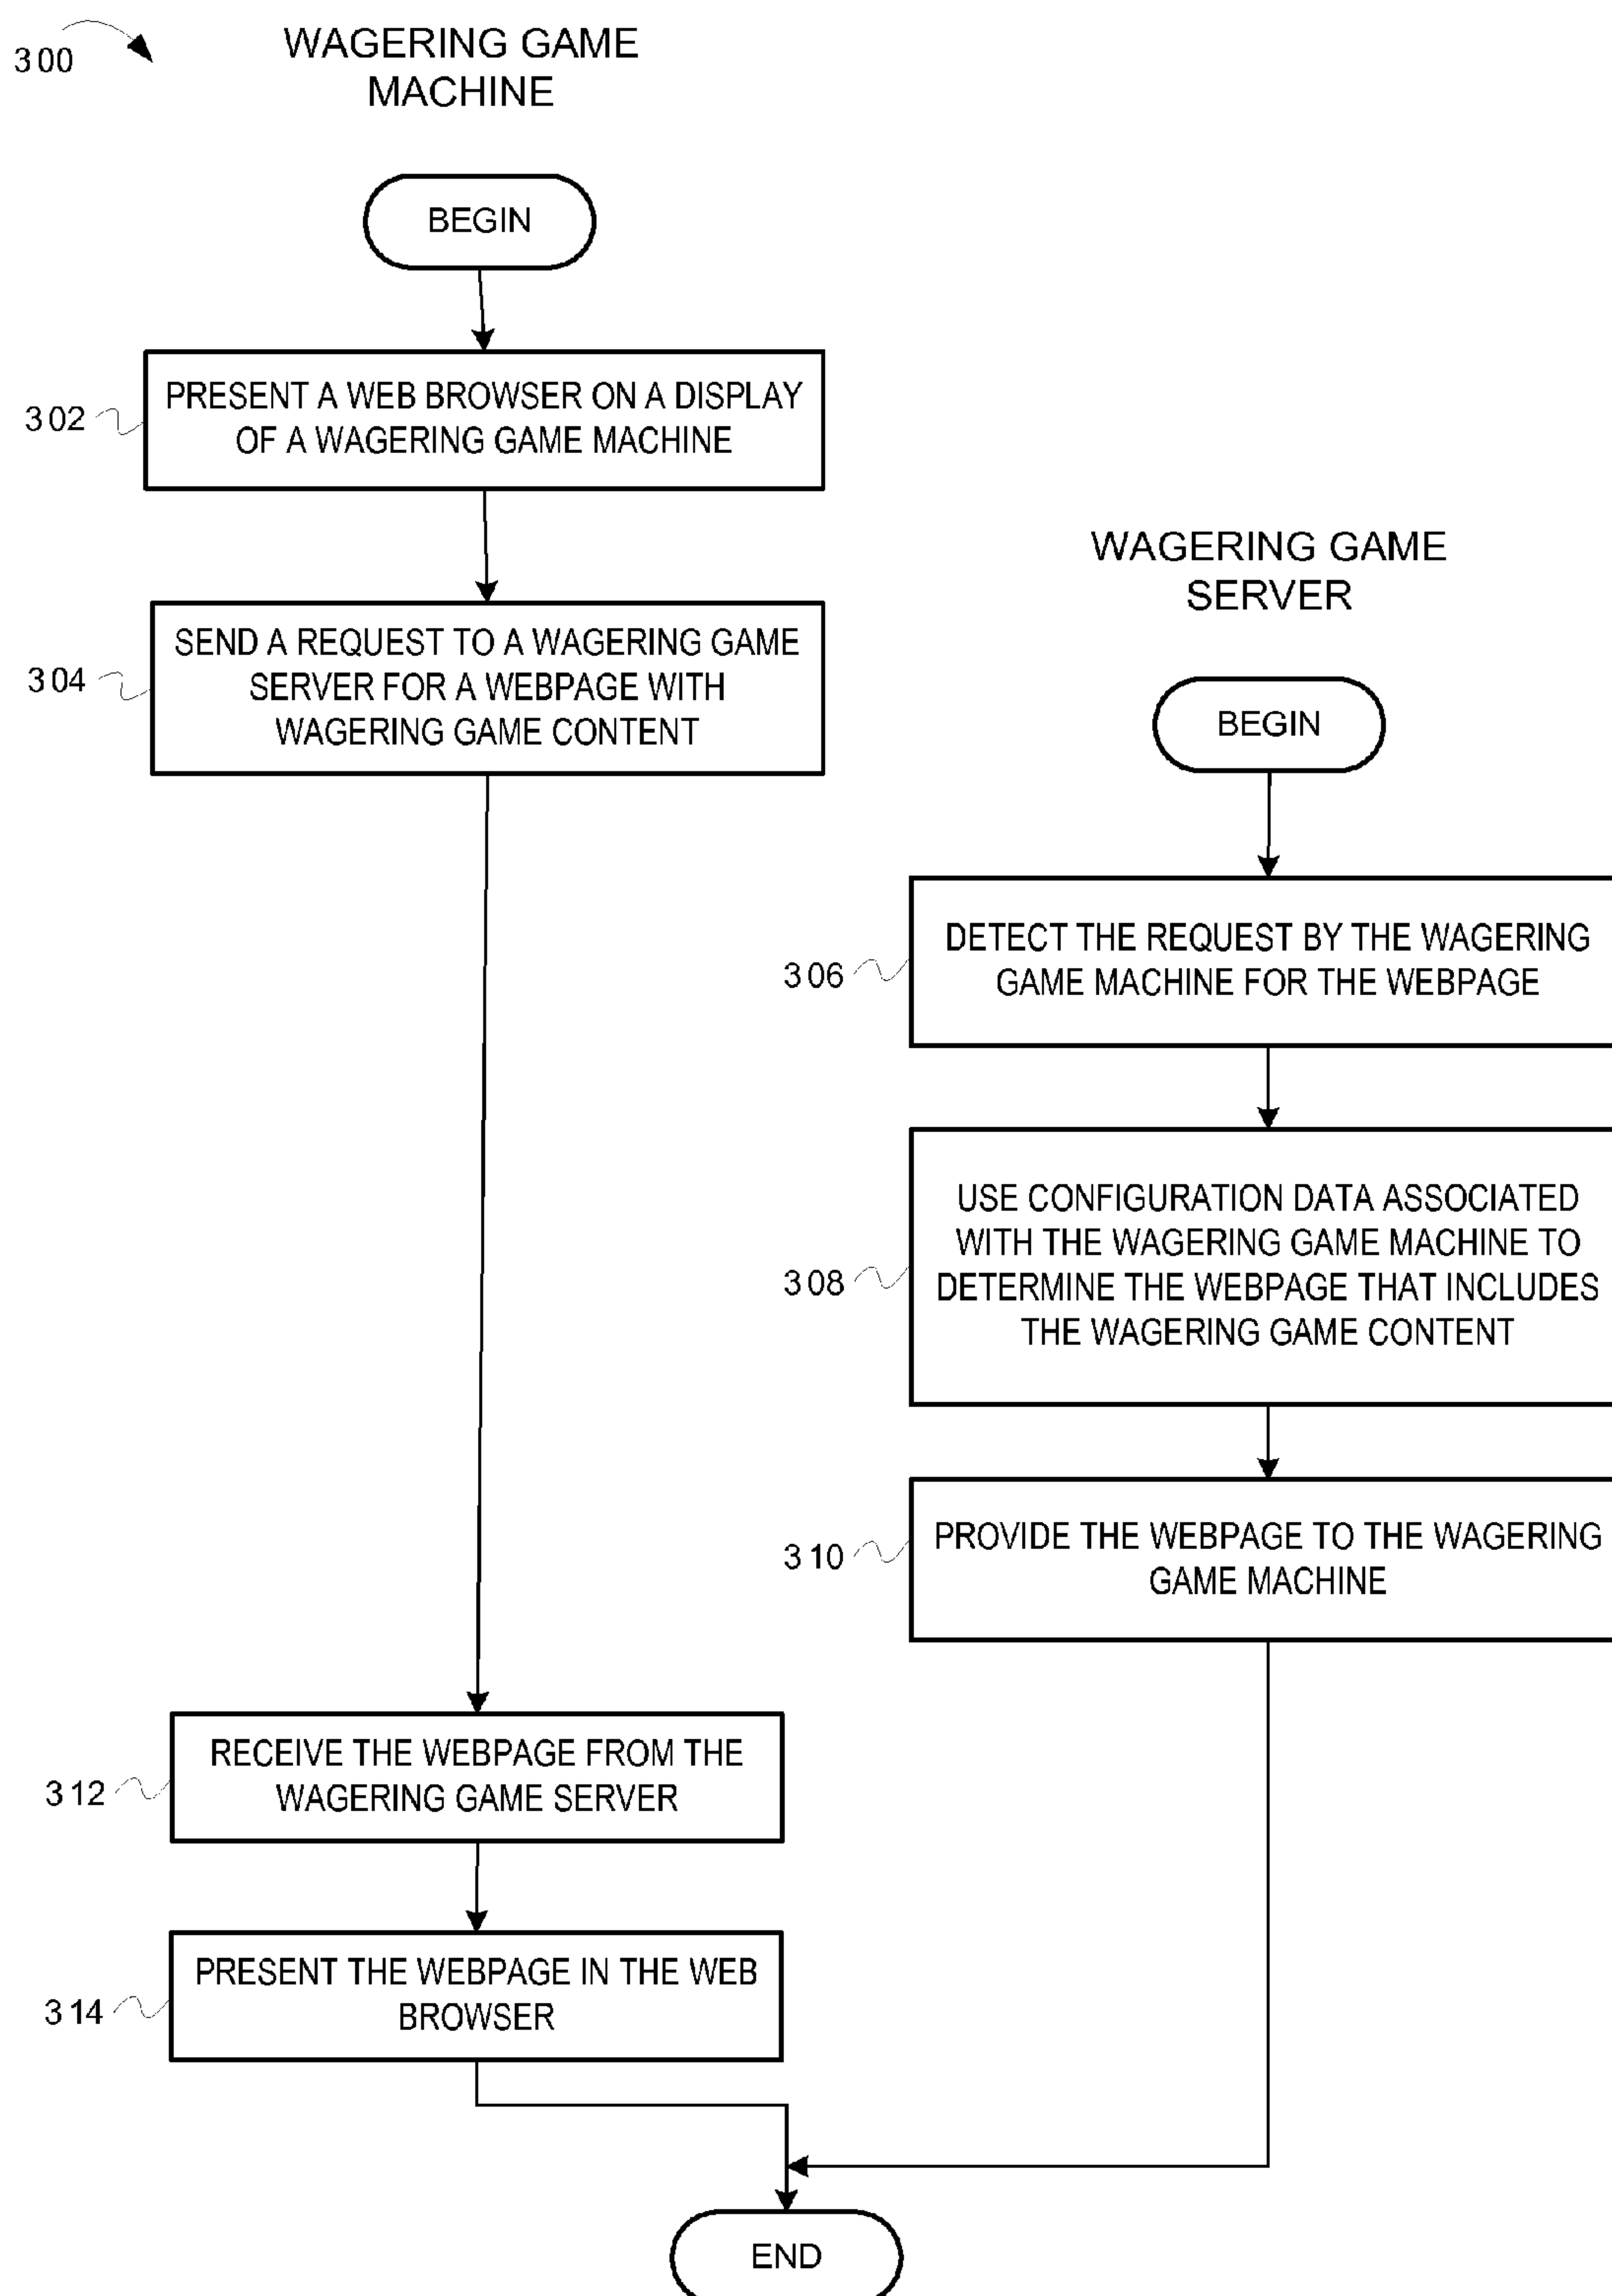 300
WAGERING GAME
MACHINE
BEGIN
302
PRESENT A WEB BROWSER ON A DISPLAY
OF A WAGERING GAME MACHINE
304
SEND A REQUEST TO A WAGERING GAME
SERVER FOR A WEBPAGE WITH
WAGERING GAME CONTENT
WAGERING GAME
SERVER
BEGIN
306
DETECT THE REQUEST BY THE WAGERING
GAME MACHINE FOR THE WEBPAGE
308
USE CONFIGURATION DATA ASSOCIATED
WITH THE WAGERING GAME MACHINE TO
DETERMINE THE WEBPAGE THAT INCLUDES
THE WAGERING GAME CONTENT
310
PROVIDE THE WEBPAGE TO THE WAGERING
GAME MACHINE
312
RECEIVE THE WEBPAGE FROM THE
WAGERING GAME SERVER
314
PRESENT THE WEBPAGE IN THE WEB
BROWSER
END